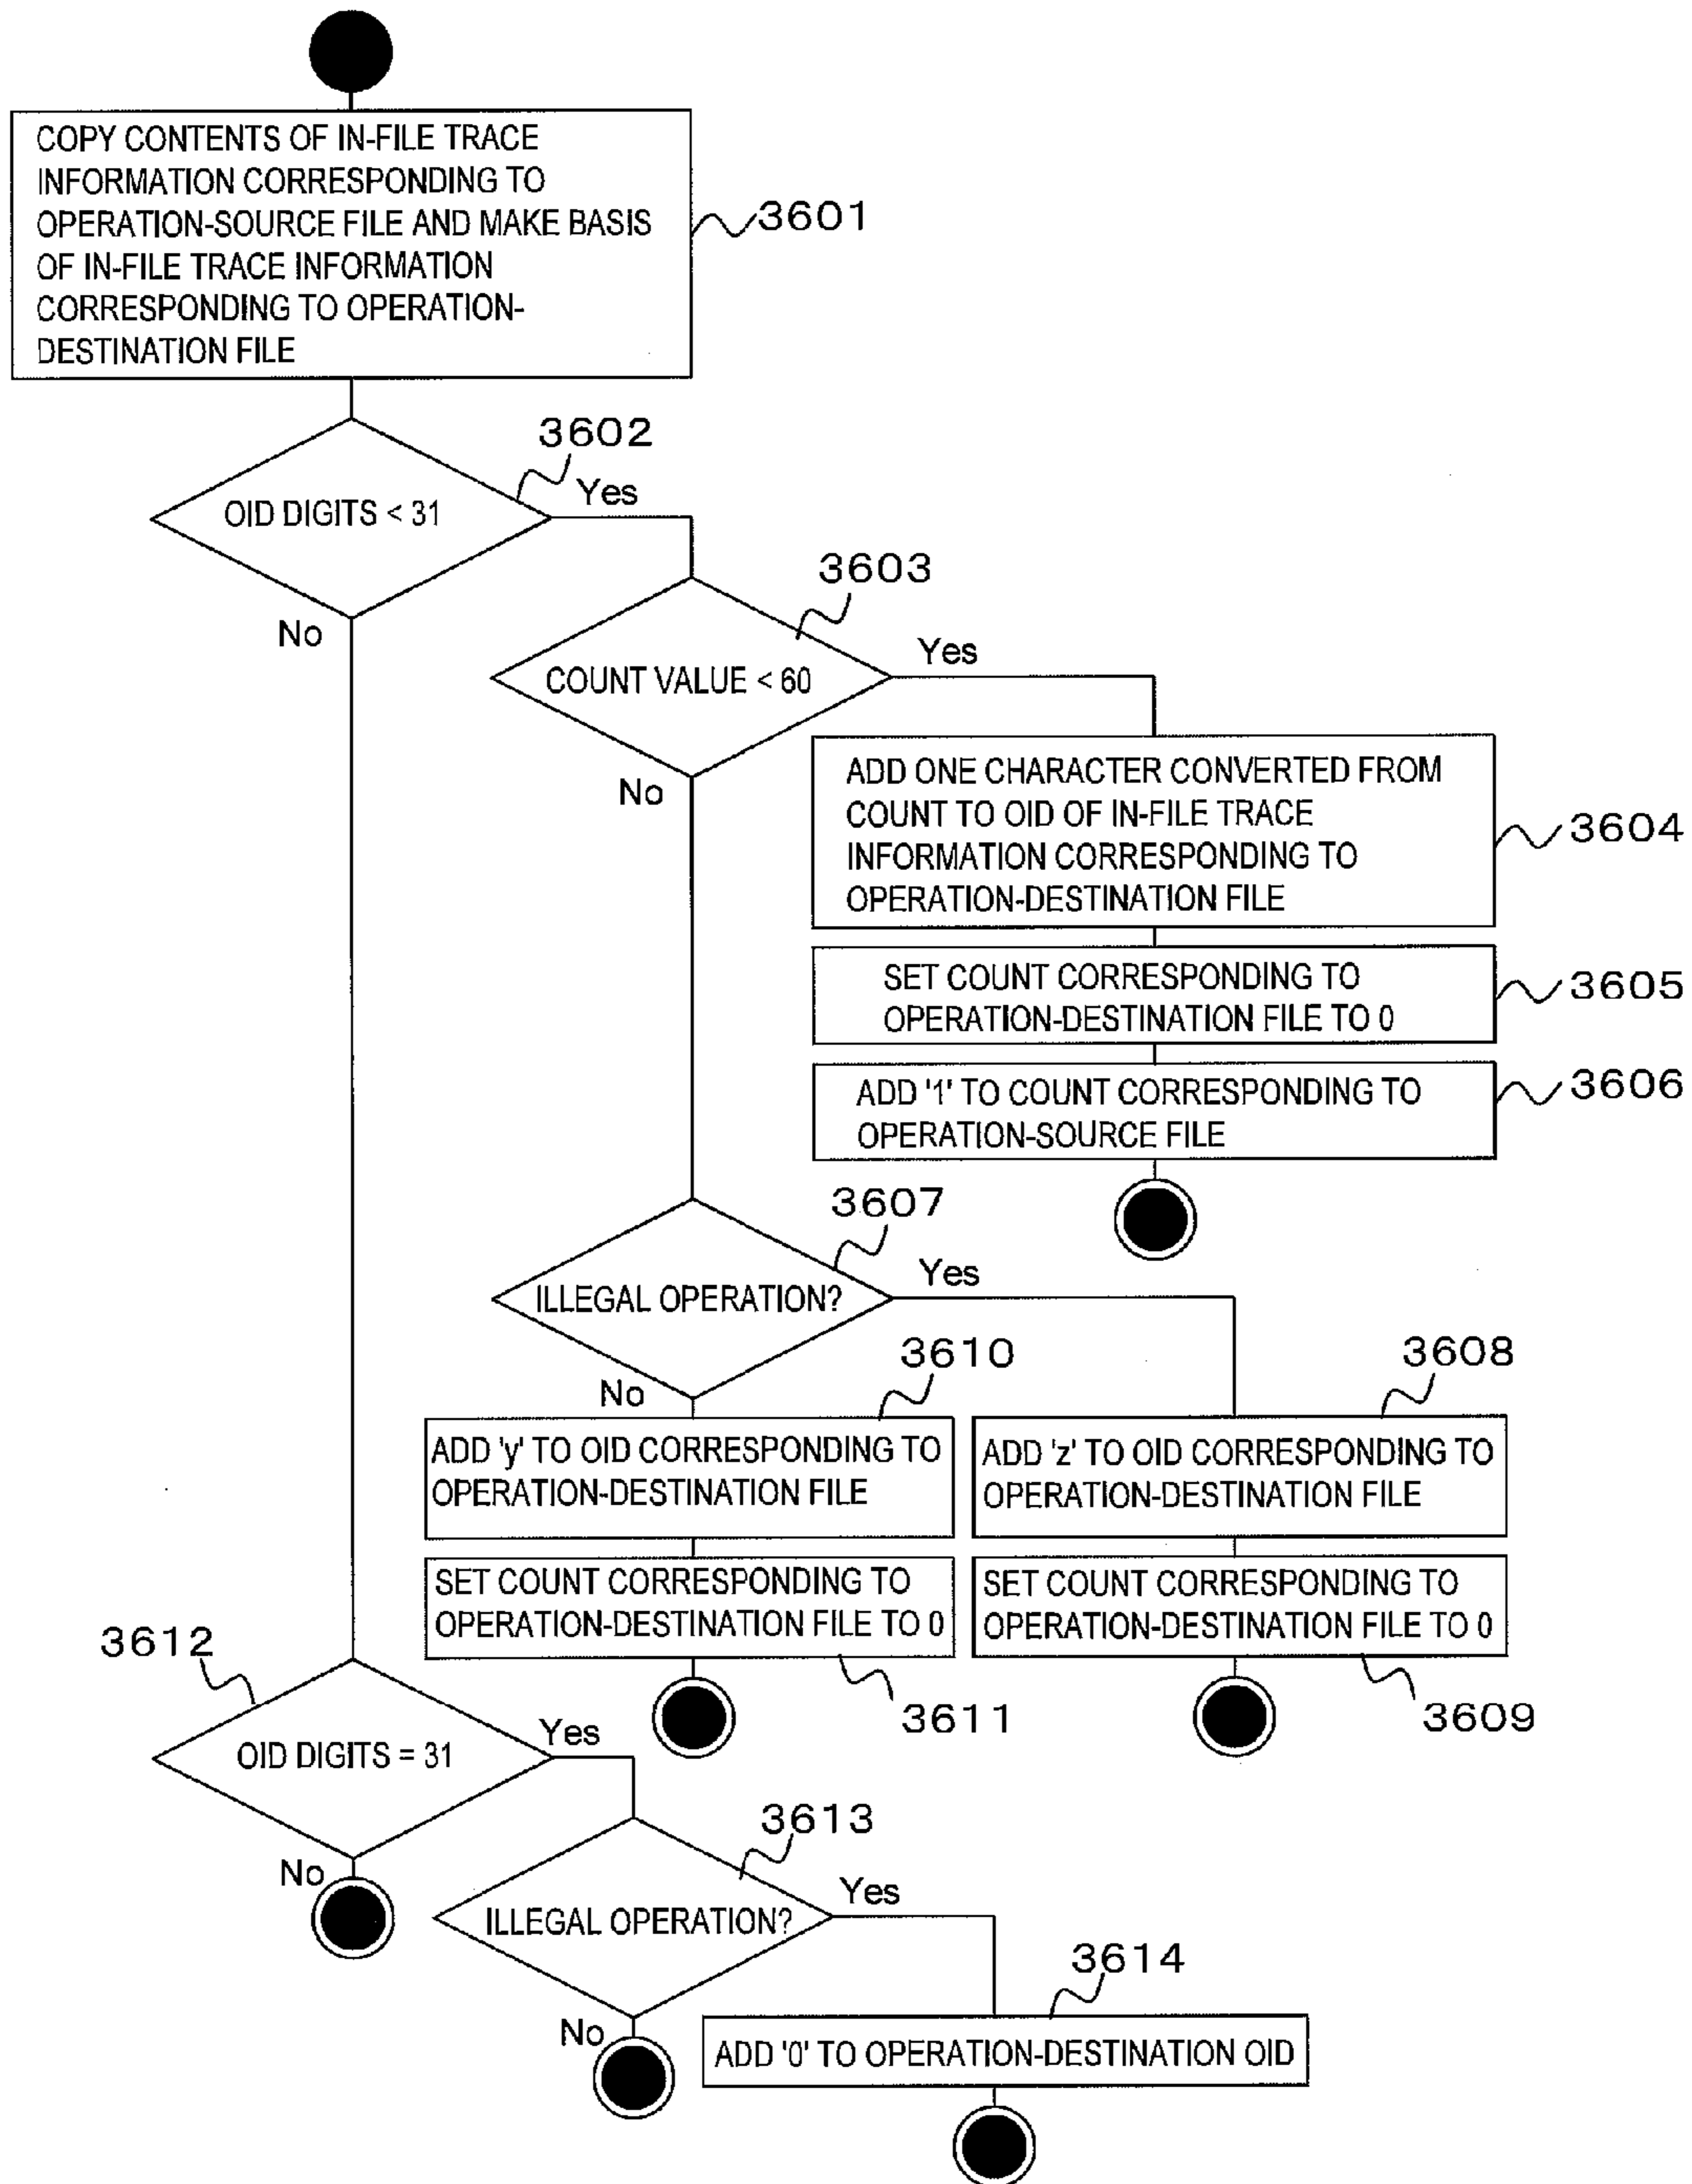 COPY CONTENTS OF IN-FILE TRACE
INFORMATION CORRESPONDING TO
OPERATION-SOURCE FILE AND MAKE BASIS
OF IN-FILE TRACE INFORMATION
CORRESPONDING TO OPERATION-
DESTINATION FILE
3601
3602
OID DIGITS < 31
Yes
No
3603
COUNT VALUE < 60
Yes
No
ADD ONE CHARACTER CONVERTED FROM
COUNT TO OID OF IN-FILE TRACE
INFORMATION CORRESPONDING TO
OPERATION-DESTINATION FILE
3604
SET COUNT CORRESPONDING TO
OPERATION-DESTINATION FILE TO 0
3605
ADD '1' TO COUNT CORRESPONDING TO
OPERATION-SOURCE FILE
3606
3607
ILLEGAL OPERATION?
Yes
No
3610
ADD 'y' TO OID CORRESPONDING TO
OPERATION-DESTINATION FILE
SET COUNT CORRESPONDING TO
OPERATION-DESTINATION FILE TO 0
3611
3608
ADD 'z' TO OID CORRESPONDING TO
OPERATION-DESTINATION FILE
SET COUNT CORRESPONDING TO
OPERATION-DESTINATION FILE TO 0
3609
3612
OID DIGITS = 31
Yes
No
3613
ILLEGAL OPERATION?
Yes
No
3614
ADD '0' TO OPERATION-DESTINATION OID